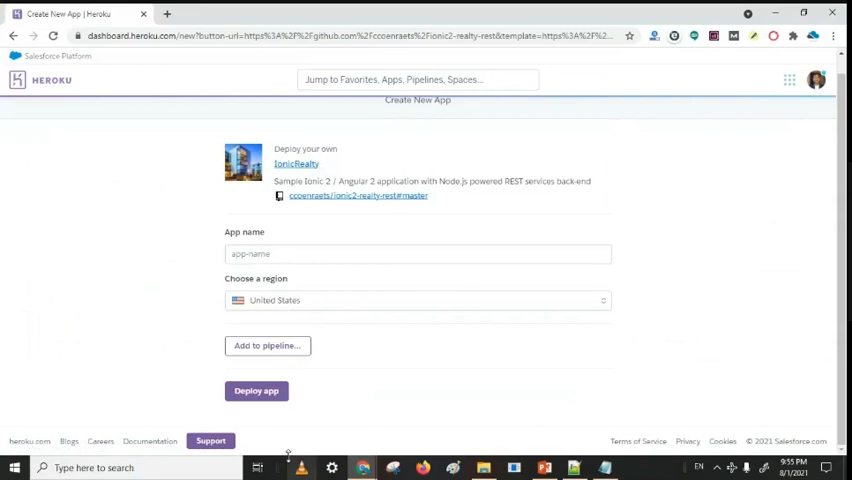 Create New App | Heroku
dashboard.heroku.com/new?button-url=https%3A%2F%2Fgithub.com%2Fccoenraets%2Fionic2-realty-rest&template=https%3A%2F%2...
Salesforce Platform
HEROKU
Jump to Favorites, Apps, Pipelines, Spaces...
Create New App
Deploy your own
IonicRealty
Sample Ionic 2 / Angular 2 application with Node.js powered REST services back-end
ccoenraets/ionic2-realty-rest#master
App name
app-name
Choose a region
United States
Add to pipeline...
Deploy app
heroku.com Blogs Careers Documentation Support Terms of Service Privacy Cookies © 2021 Salesforce.com
Type here to search
EN
9:55 PM
8/1/2021